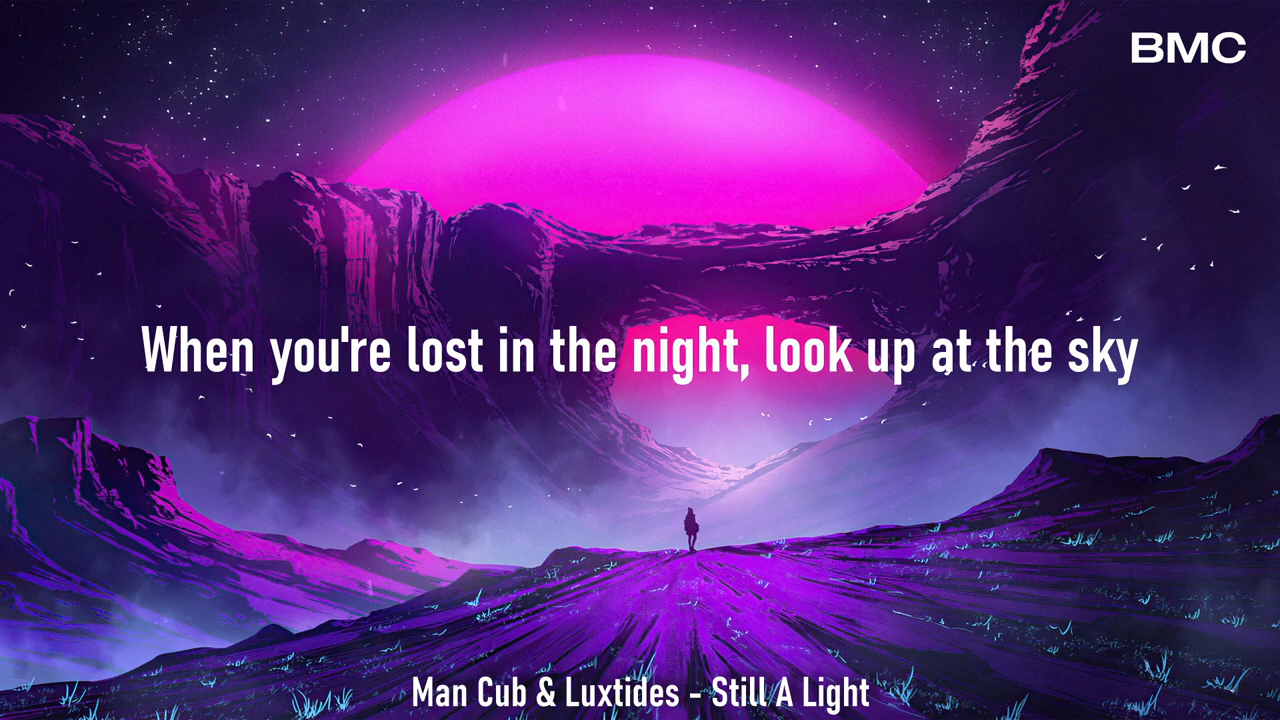 BMC
When you're lost in the night, look up at the sky
Man Cub & Luxtides - Still A Light